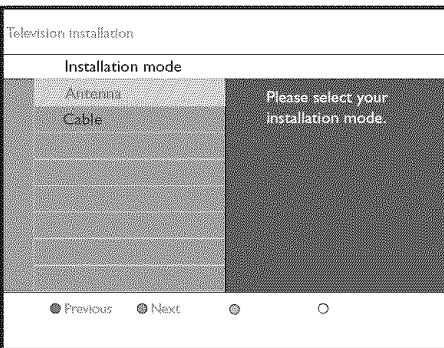 Television installation
Installation mode
Antenna
Cable
Please select your
installation mode.
Previous Next